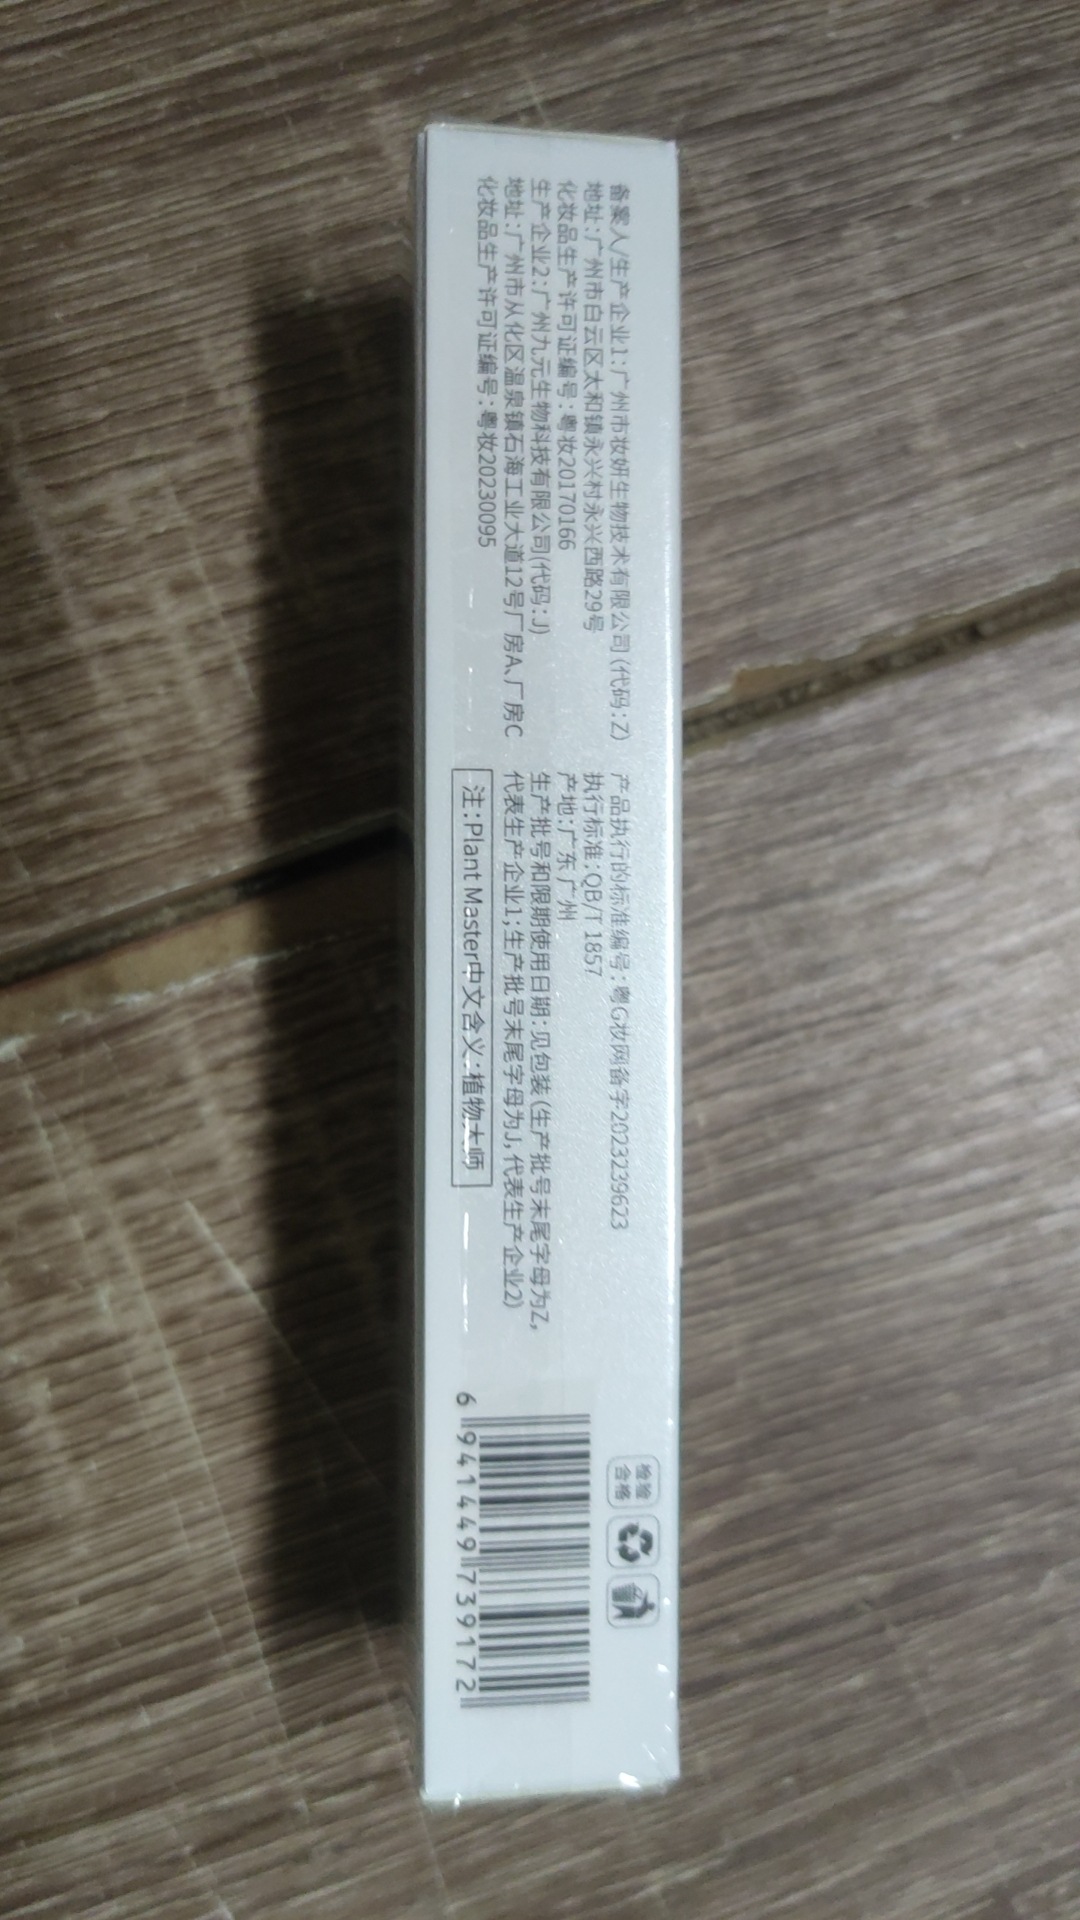 备案人/生产企业1:广州市妆妍生物技术有限公司(代码:Z)
地址:广州市白云区太和镇永兴村永兴西路29号
化妆品生产许可证编号:粤妆20170166
生产企业2:广州九元生物科技有限公司(代码:J)
地址:广州市从化区温泉镇石海工业大道12号厂房A、厂房C
化妆品生产许可证编号:粤妆20230095
产品执行的标准编号:粤G妆网备字2023239623
执行标准:QB/T 1857
产地:广东广州
生产批号和限期使用日期:见包装(生产批号末尾字母为Z,
代表生产企业1;生产批号末尾字母为J,代表生产企业2)
注:Plant Master中文含义:植物大师
检验
合格
6 941449 739172